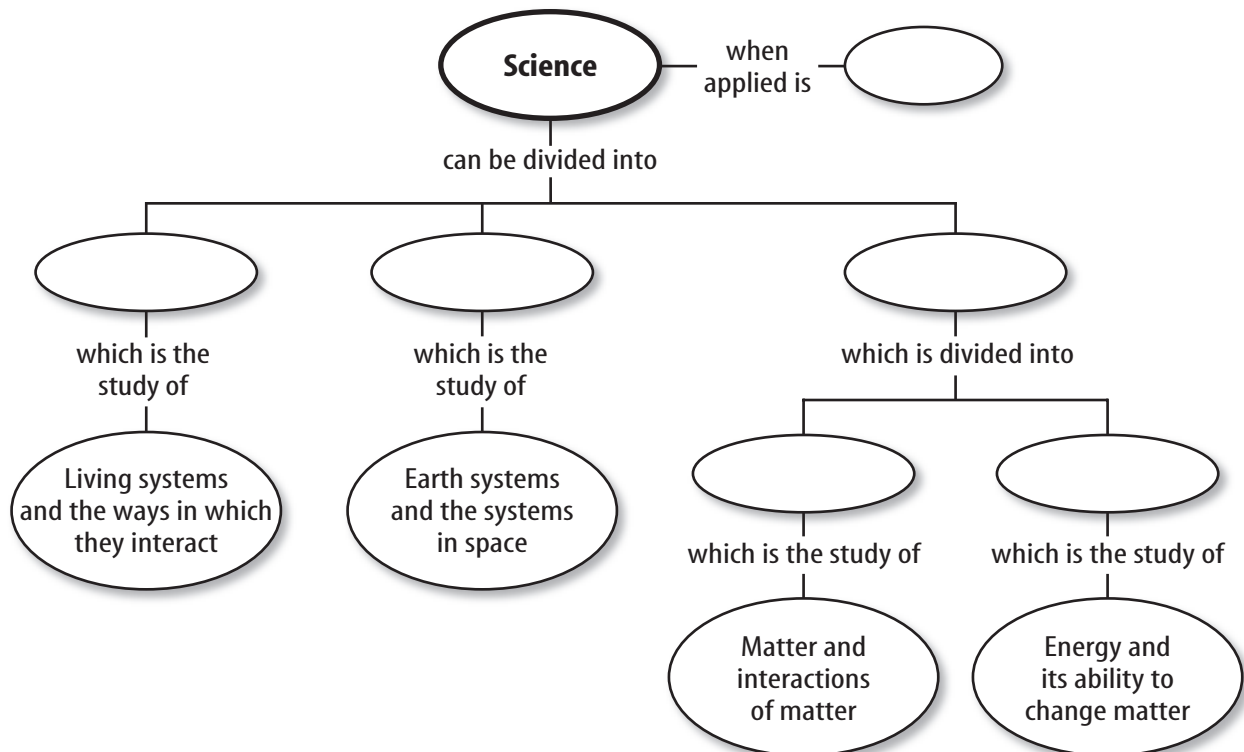 Science
when
applied is
can be divided into
which is the
study of
which is the
study of
which is divided into
Living systems
and the ways in which
they interact
Earth systems
and the systems
in space
which is the study of
which is the study of
Matter and
interactions
of matter
Energy and
its ability to
change matter